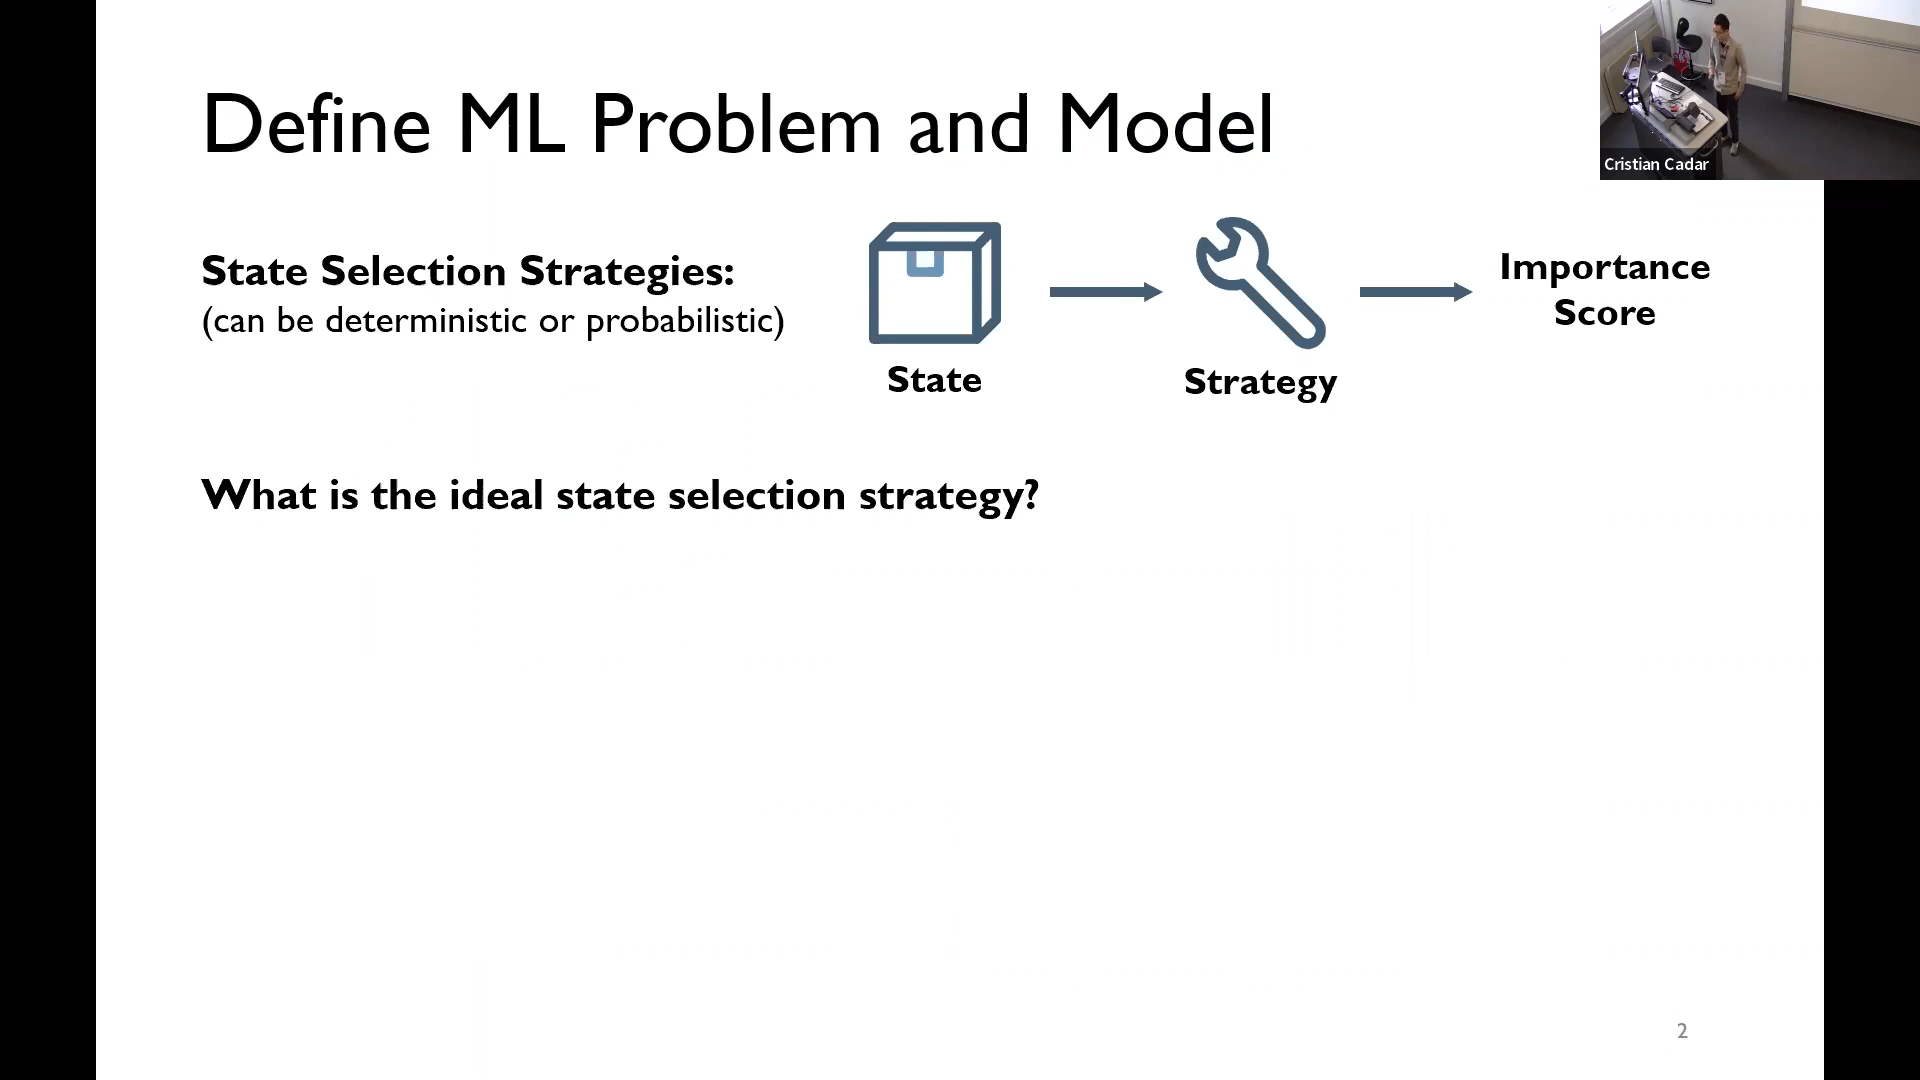 Define ML Problem and Model
Cristian Cadar
State Selection Strategies:
(can be deterministic or probabilistic)
State
Strategy
Importance
Score
What is the ideal state selection strategy?
2